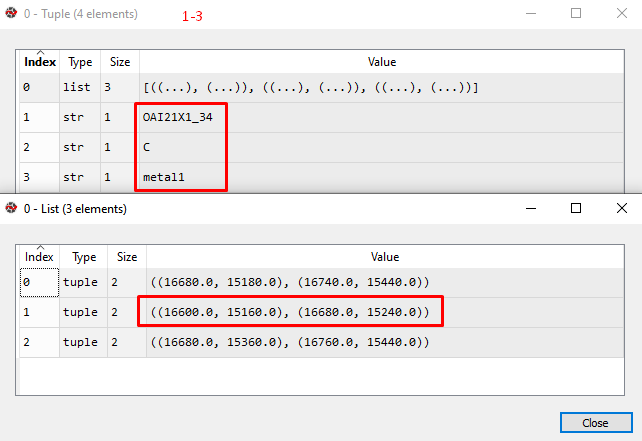 0 - Tuple (4 elements) 1-3
Index Type Size Value
0 list 3 [((...), (...)), ((...), (...)), ((...), (...))]
1 str 1 OAI21X1_34
2 str 1 C
3 str 1 metal1
0 - List (3 elements)
Index Type Size Value
0 tuple 2 ((16680.0, 15180.0), (16740.0, 15440.0))
1 tuple 2 ((16600.0, 15160.0), (16680.0, 15240.0))
2 tuple 2 ((16680.0, 15360.0), (16760.0, 15440.0))
Close